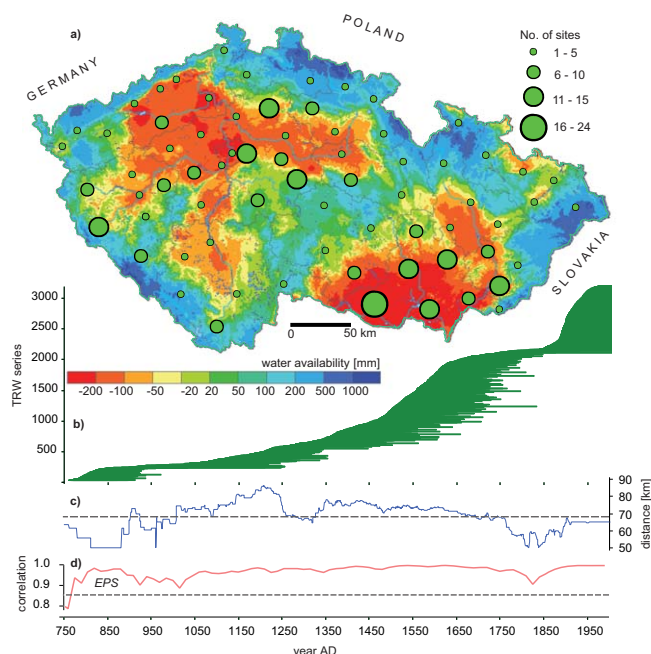 a)
POLAND
GERMANY
SLOVAKIA
No. of sites
1 - 5
6 - 10
11 - 15
16 - 24
0 50 km
water availability [mm]
-200 -100 -50 -20 20 50 100 200 500 1000
TRW series
3000
2500
2000
1500
1000
500
b)
c)
90
80
70
60
50
distance [km]
d)
EPS
correlation
1.0
0.9
0.8
750 850 950 1050 1150 1250 1350 1450 1550 1650 1750 1850 1950
year AD